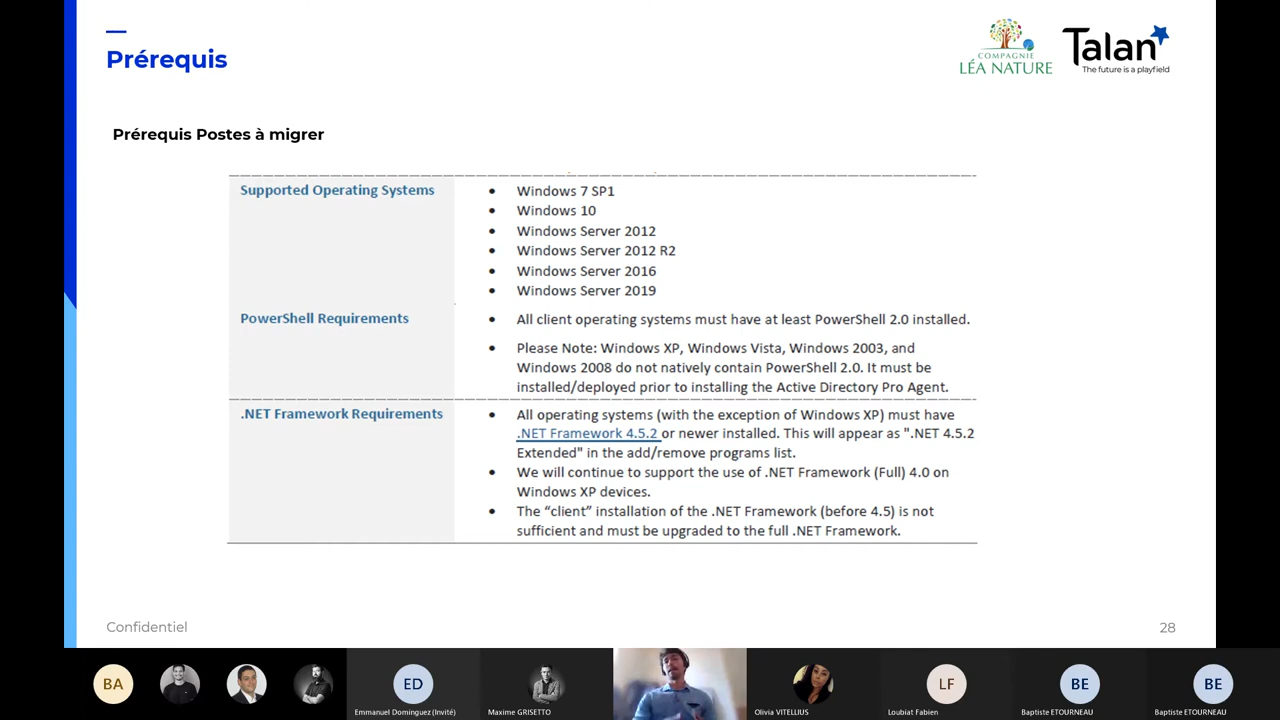 Prérequis
COMPAGNIE
LÉA NATURE
Talan
The future is a playfield
Prérequis Postes à migrer
Supported Operating Systems
• Windows 7 SP1
• Windows 10
• Windows Server 2012
• Windows Server 2012 R2
• Windows Server 2016
• Windows Server 2019
PowerShell Requirements
• All client operating systems must have at least PowerShell 2.0 installed.
• Please Note: Windows XP, Windows Vista, Windows 2003, and
Windows 2008 do not natively contain PowerShell 2.0. It must be
installed/deployed prior to installing the Active Directory Pro Agent.
.NET Framework Requirements
• All operating systems (with the exception of Windows XP) must have
.NET Framework 4.5.2 or newer installed. This will appear as ".NET 4.5.2
Extended" in the add/remove programs list.
• We will continue to support the use of .NET Framework (Full) 4.0 on
Windows XP devices.
• The “client” installation of the .NET Framework (before 4.5) is not
sufficient and must be upgraded to the full .NET Framework.
Confidentiel
28
BA
ED
LF
BE
BE
Emmanuel Dominguez (Invité)
Maxime GRISETTO
Olivia VITELLIUS
Loubiat Fabien
Baptiste ETOURNEAU
Baptiste ETOURNEAU